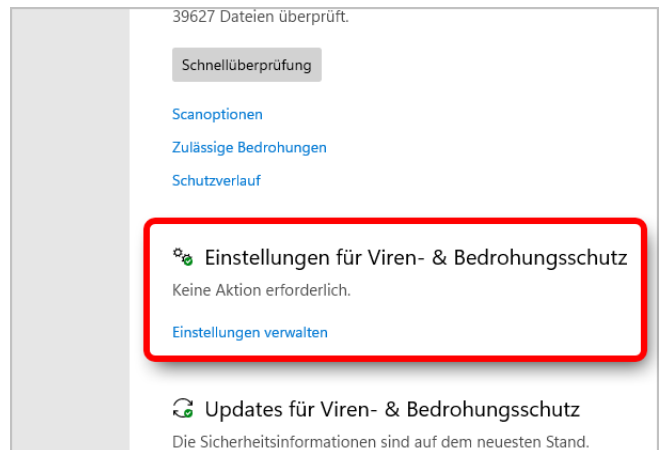 39627 Dateien überprüft.
Schnellüberprüfung
Scanoptionen
Zulässige Bedrohungen
Schutzverlauf
Einstellungen für Viren- & Bedrohungsschutz
Keine Aktion erforderlich.
Einstellungen verwalten
Updates für Viren- & Bedrohungsschutz
Die Sicherheitsinformationen sind auf dem neuesten Stand.